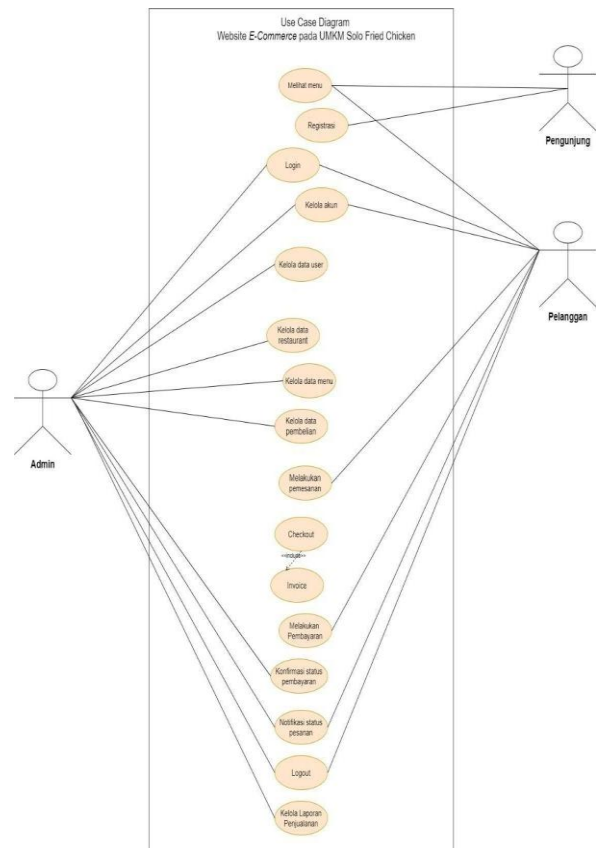 Use Case Diagram
Website E-Commerce pada UMKM Solo Fried Chicken
Melihat menu
Registrasi
Pengunjung
Login
Kelola akun
Kelola data user
Pelanggan
Kelola data
restaurant
Kelola data menu
Kelola data
pembelian
Admin
Melakukan
pemesanan
Checkout
<<include>>
Invoice
Melakukan
Pembayaran
Konfirmasi status
pembayaran
Notifikasi status
pesanan
Logout
Kelola Laporan
Penjualanan